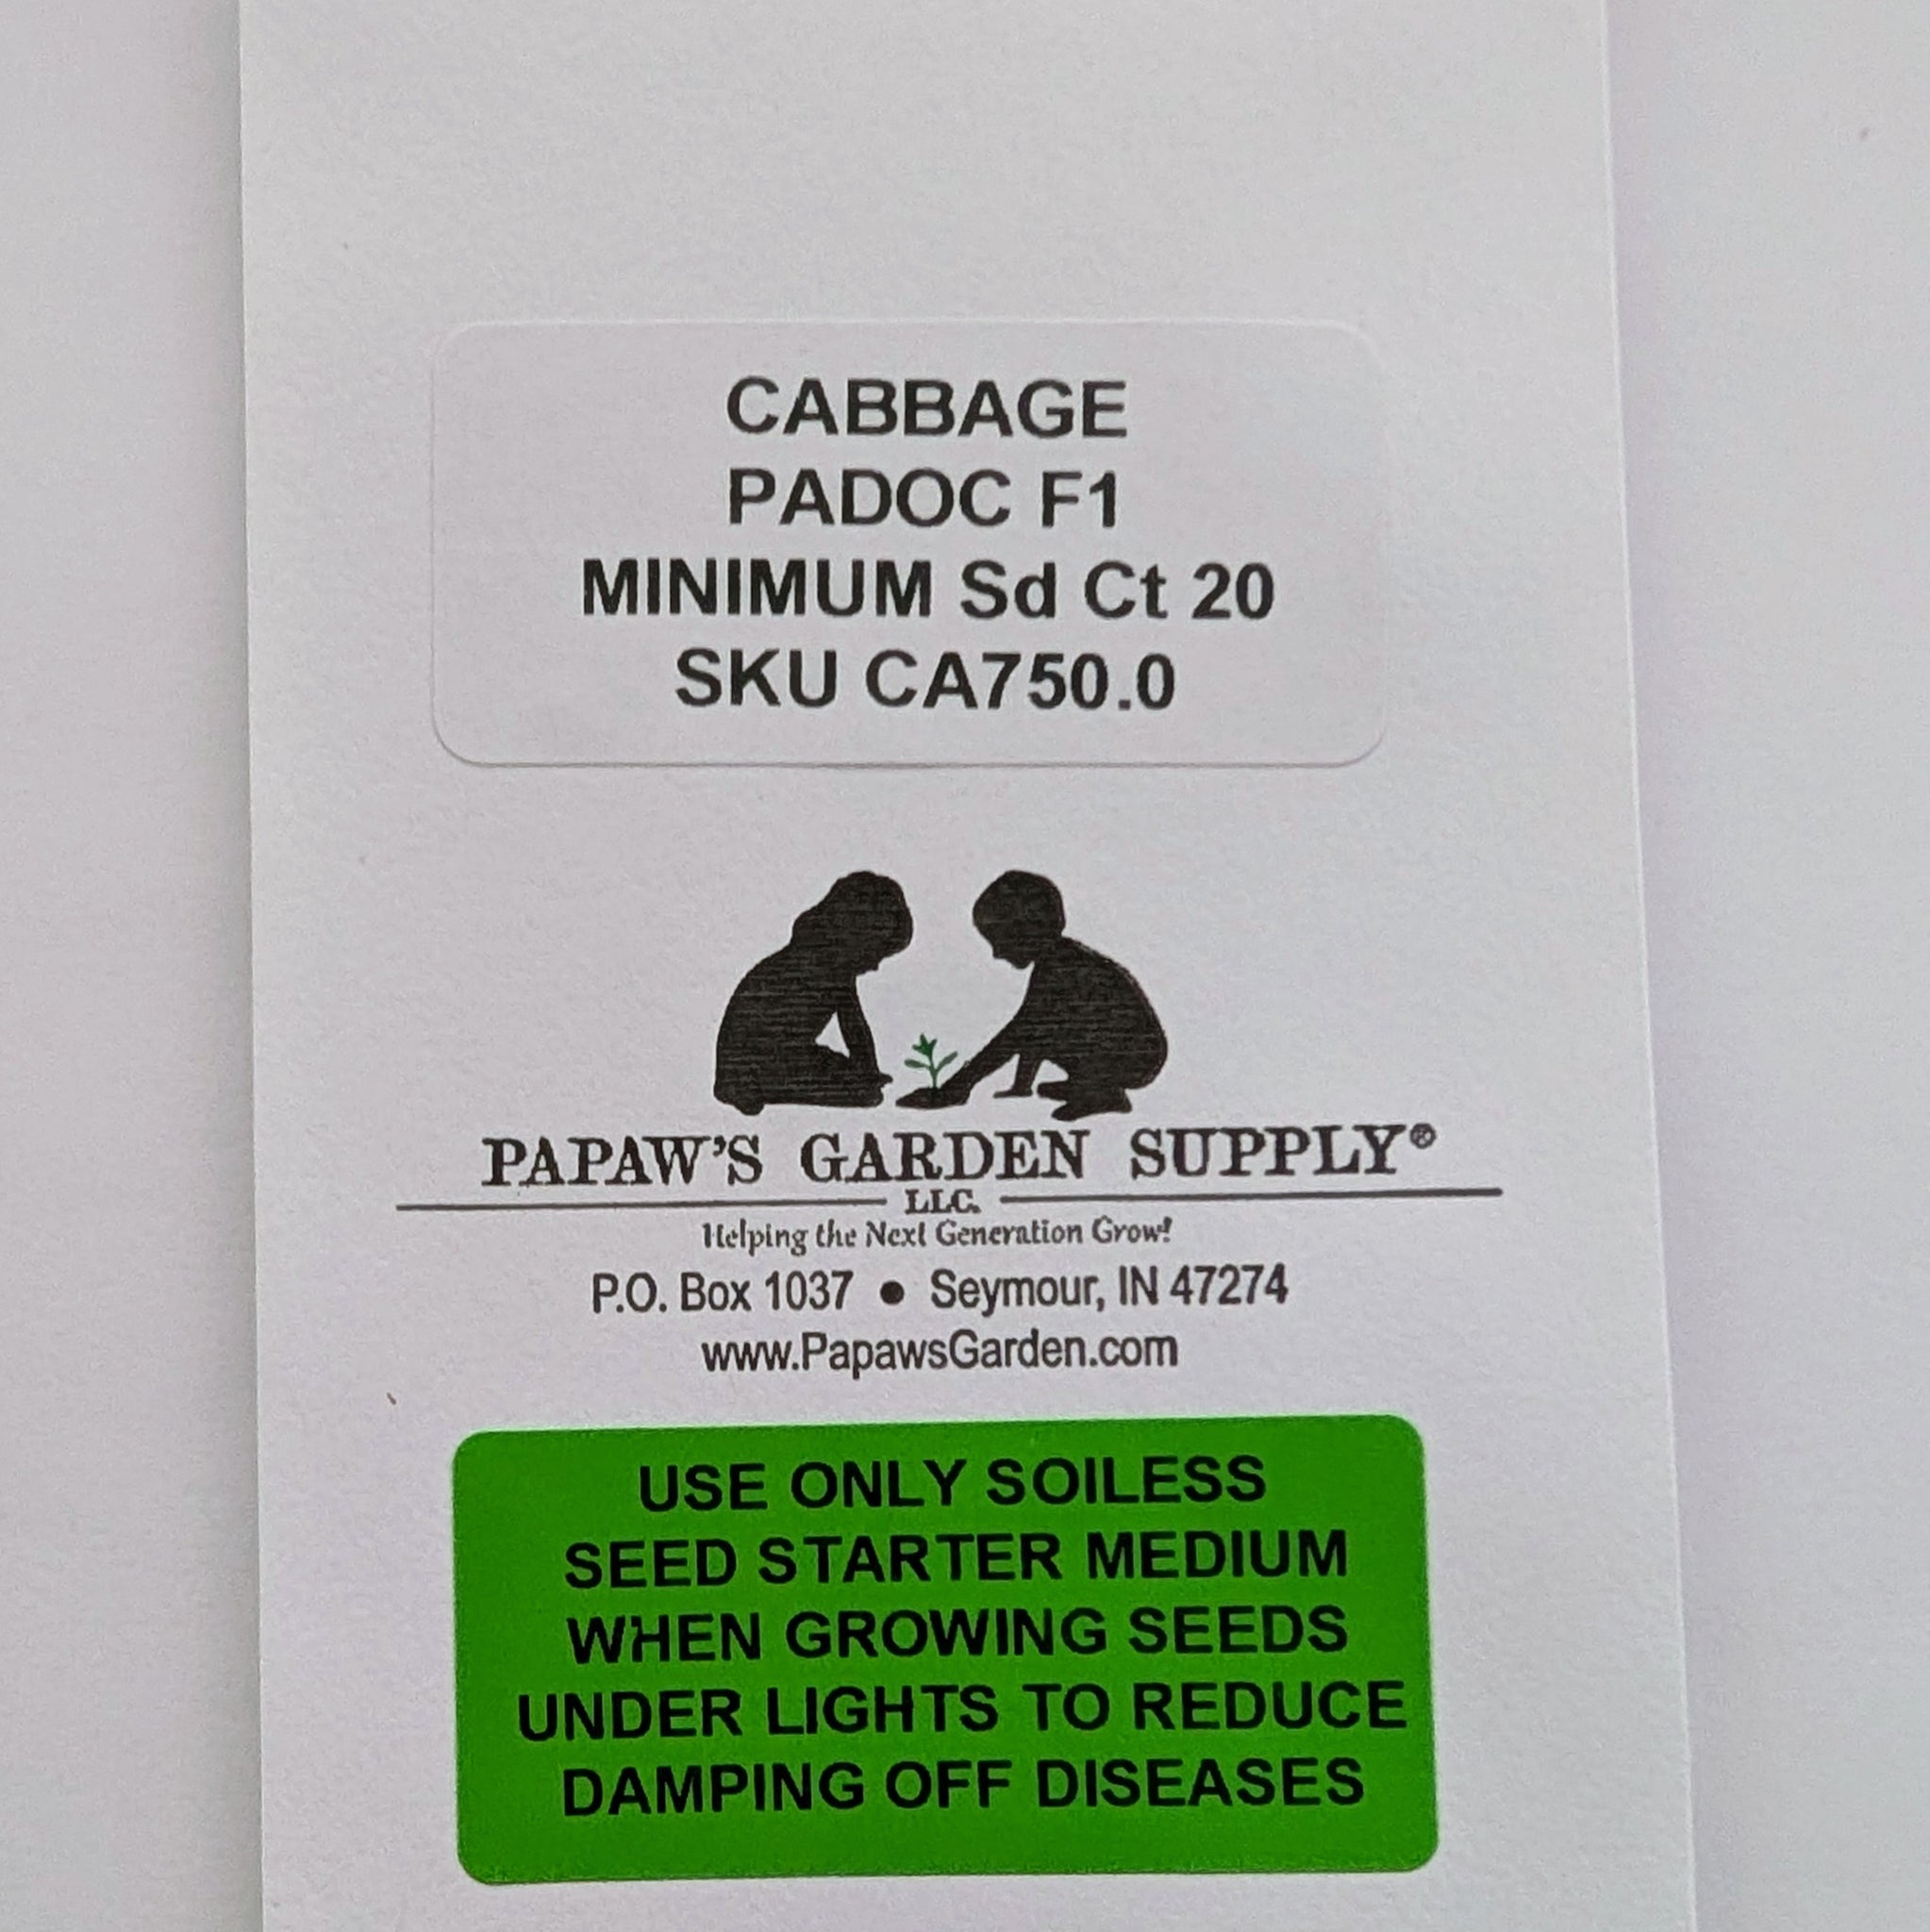 CABBAGE
PADOC F1
MINIMUM Sd Ct 20
SKU CA750.0
PAPAW'S GARDEN SUPPLY®
LLC.
Helping the Next Generation Grow!
P.O. Box 1037 • Seymour, IN 47274
www.PapawsGarden.com
USE ONLY SOILESS
SEED STARTER MEDIUM
WHEN GROWING SEEDS
UNDER LIGHTS TO REDUCE
DAMPING OFF DISEASES